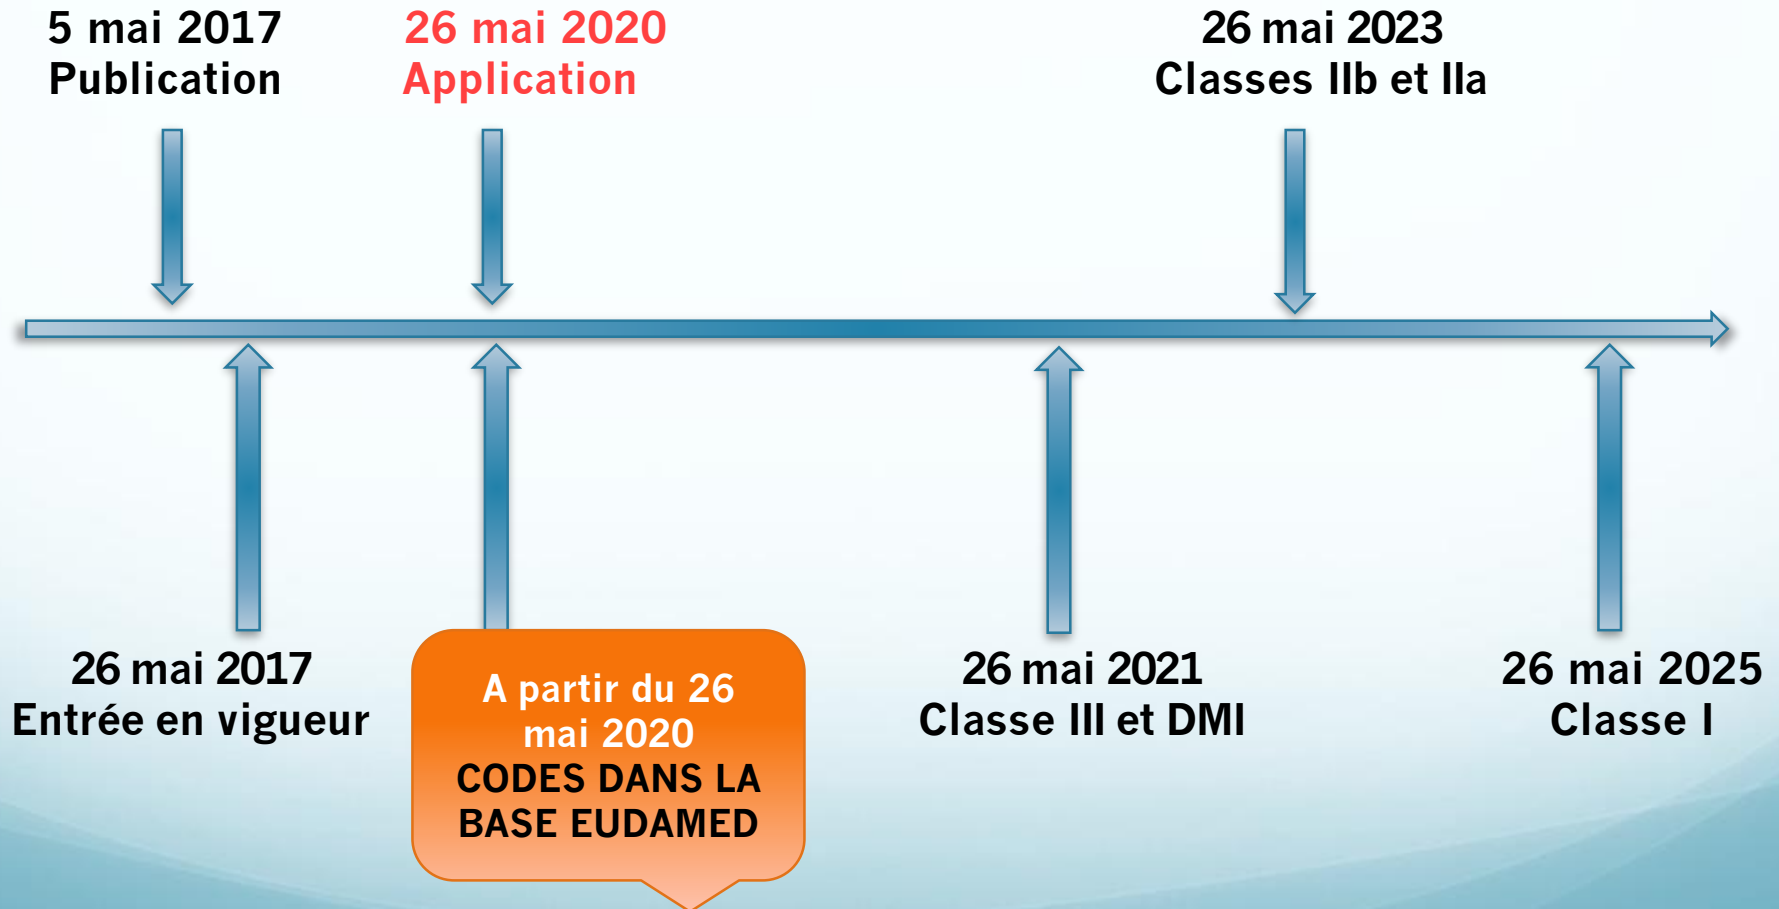 5 mai 2017
Publication
26 mai 2020
Application
26 mai 2023
Classes IIb et IIa
26 mai 2017
Entrée en vigueur
A partir du 26
mai 2020
CODES DANS LA
BASE EUDAMED
26 mai 2021
Classe III et DMI
26 mai 2025
Classe I